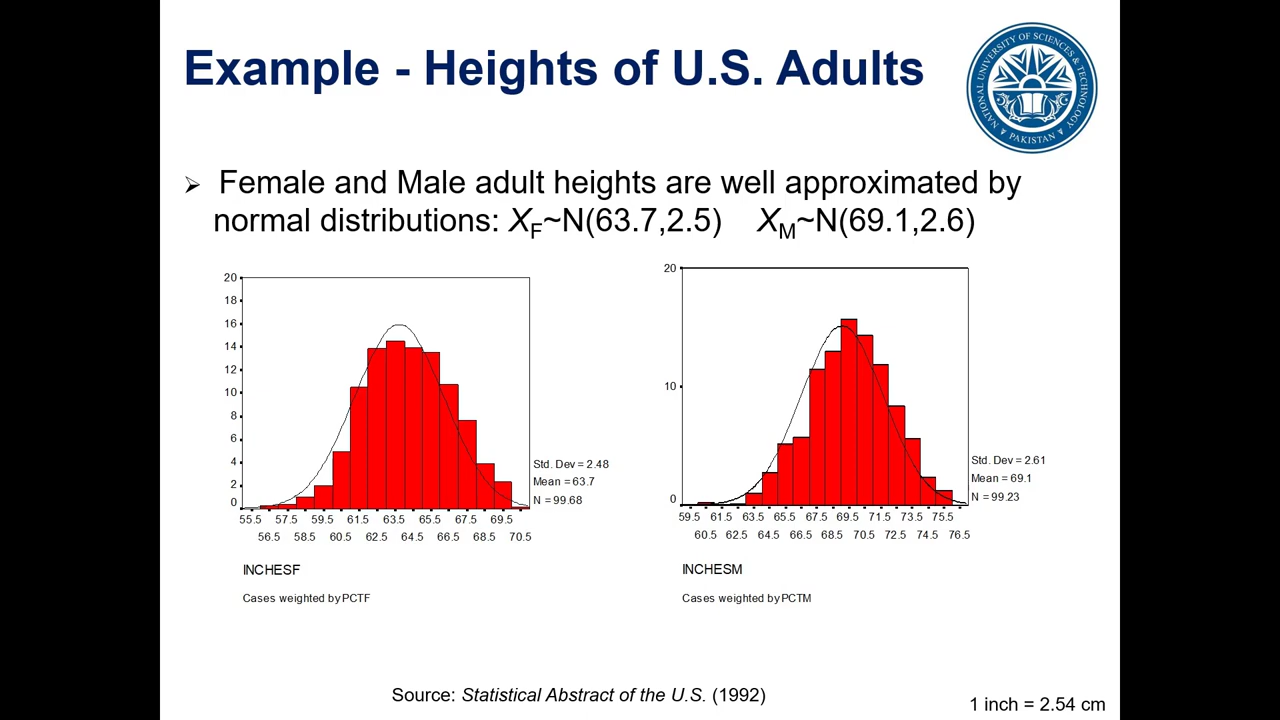 Example - Heights of U.S. Adults
NATIONAL UNIVERSITY OF SCIENCES & TECHNOLOGY
PAKISTAN
➢ Female and Male adult heights are well approximated by
normal distributions: XF~N(63.7,2.5) XM~N(69.1,2.6)
20
18
16
14
12
10
8
6
4
2
0
55.5 57.5 59.5 61.5 63.5 65.5 67.5 69.5
56.5 58.5 60.5 62.5 64.5 66.5 68.5 70.5
Std. Dev = 2.48
Mean = 63.7
N = 99.68
INCHESF
Cases weighted by PCTF
20
10
0
59.5 61.5 63.5 65.5 67.5 69.5 71.5 73.5 75.5
60.5 62.5 64.5 66.5 68.5 70.5 72.5 74.5 76.5
Std. Dev = 2.61
Mean = 69.1
N = 99.23
INCHESM
Cases weighted by PCTM
Source: Statistical Abstract of the U.S. (1992)
1 inch = 2.54 cm